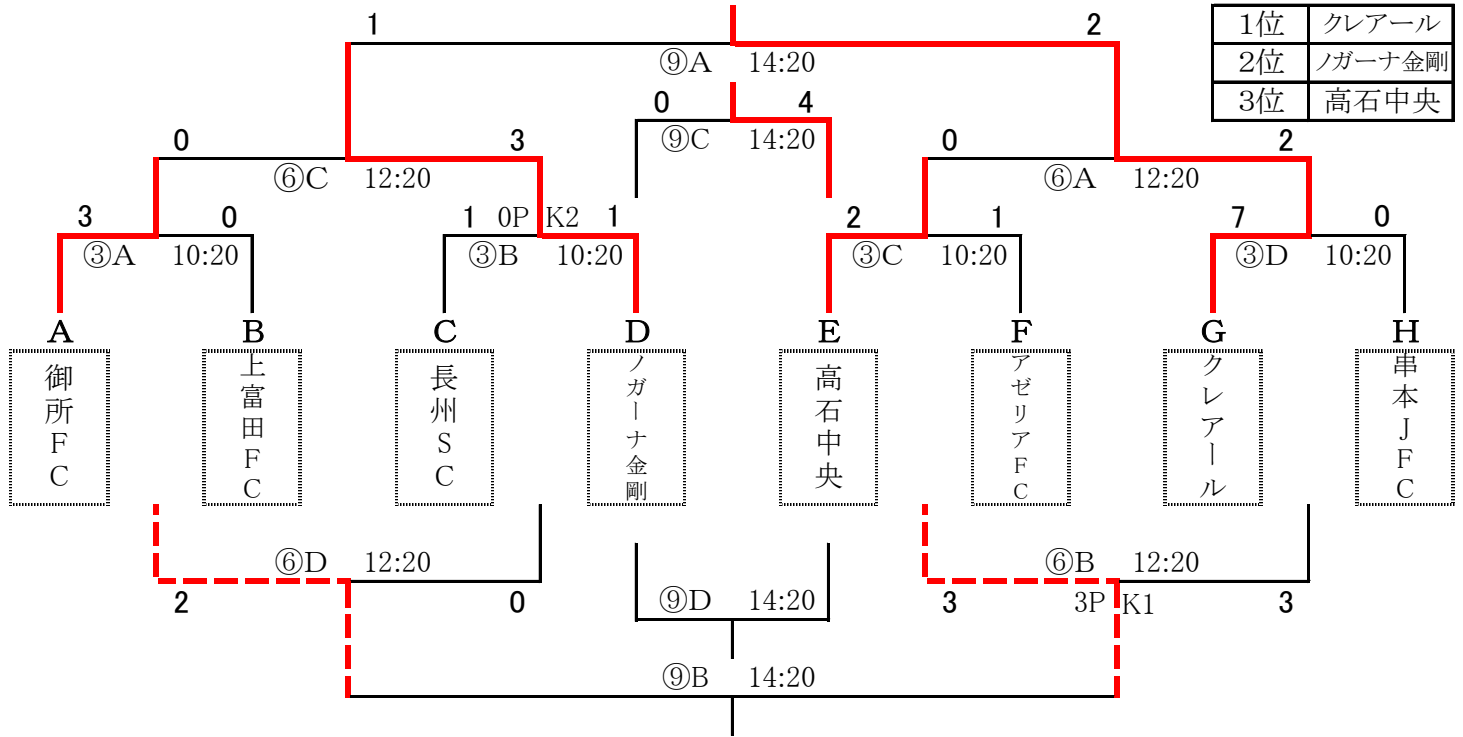 1 2
1位 クレアール
⑨A 14:20
2位 ノガーナ金剛
0 4
3位 高石中央
⑨C 14:20
0 3 0 2
⑥C 12:20 ⑥A 12:20
3 0 1 0P K2 1 2 1 7 0
③A 10:20 ③B 10:20 ③C 10:20 ③D 10:20
A B C D E F G H
御所FC
上富田FC
長州SC
ノガーナ金剛
高石中央
アゼリアFC
クレアール
串本JFC
⑥D 12:20 ⑥B 12:20
2 0 ⑨D 14:20 3 3P K1 3
⑨B 14:20